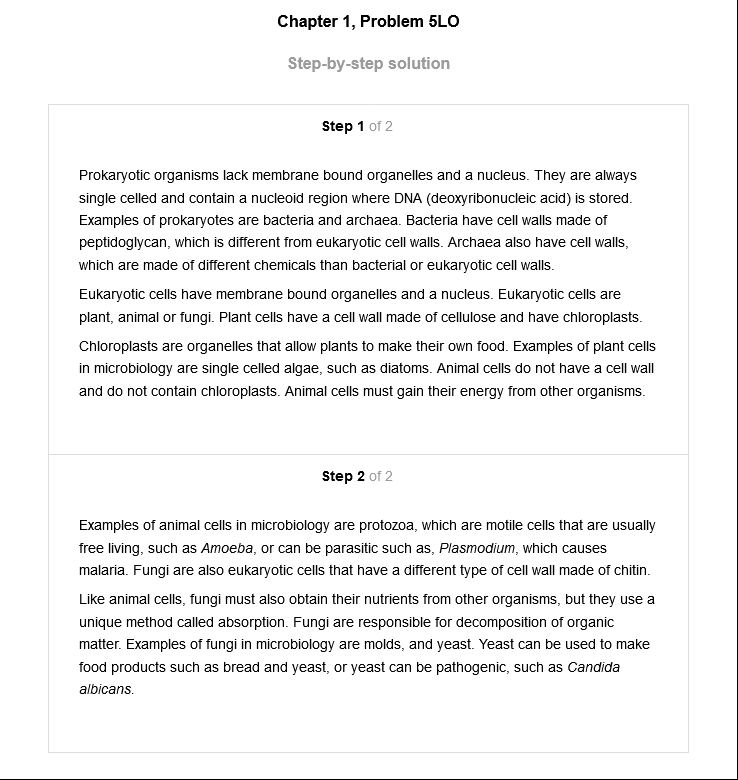 Chapter 1, Problem 5LO
Step-by-step solution
Step 1 of 2
Prokaryotic organisms lack membrane bound organelles and a nucleus. They are always
single celled and contain a nucleoid region where DNA (deoxyribonucleic acid) is stored.
Examples of prokaryotes are bacteria and archaea. Bacteria have cell walls made of
peptidoglycan, which is different from eukaryotic cell walls. Archaea also have cell walls,
which are made of different chemicals than bacterial or eukaryotic cell walls.
Eukaryotic cells have membrane bound organelles and a nucleus. Eukaryotic cells are
plant, animal or fungi. Plant cells have a cell wall made of cellulose and have chloroplasts.
Chloroplasts are organelles that allow plants to make their own food. Examples of plant cells
in microbiology are single celled algae, such as diatoms. Animal cells do not have a cell wall
and do not contain chloroplasts. Animal cells must gain their energy from other organisms.
Step 2 of 2
Examples of animal cells in microbiology are protozoa, which are motile cells that are usually
free living, such as Amoeba, or can be parasitic such as, Plasmodium, which causes
malaria. Fungi are also eukaryotic cells that have a different type of cell wall made of chitin.
Like animal cells, fungi must also obtain their nutrients from other organisms, but they use a
unique method called absorption. Fungi are responsible for decomposition of organic
matter. Examples of fungi in microbiology are molds, and yeast. Yeast can be used to make
food products such as bread and yeast, or yeast can be pathogenic, such as Candida
albicans.